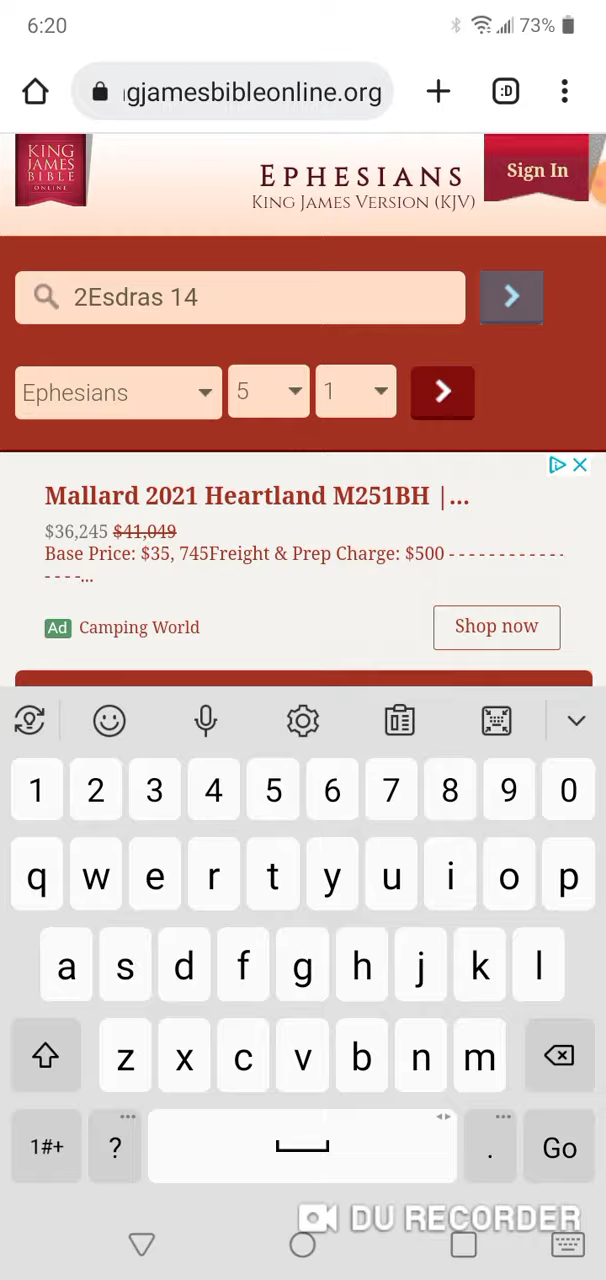 6:20
73%
gjamesbibleonline.org
:D
KING
JAMES
BIBLE
ONLINE
EPHESIANS
KING JAMES VERSION (KJV)
Sign In
2Esdras 14
Ephesians
5
1
Mallard 2021 Heartland M251BH |...
$36,245 $41,049
Base Price: $35, 745Freight & Prep Charge: $500 - - - - - - - - - - - -
- - - -...
Ad Camping World
Shop now
1 2 3 4 5 6 7 8 9 0
q w e r t y u i o p
a s d f g h j k l
z x c v b n m
1#+ ? . Go
DU RECORDER